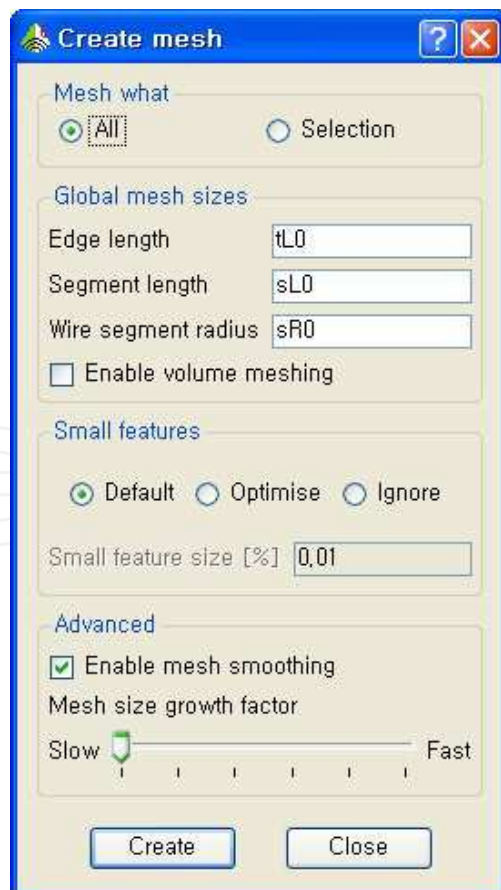 Create mesh
Mesh what
All Selection
Global mesh sizes
Edge length tL0
Segment length sL0
Wire segment radius sR0
Enable volume meshing
Small features
Default Optimise Ignore
Small feature size [%] 0,01
Advanced
Enable mesh smoothing
Mesh size growth factor
Slow Fast
Create Close